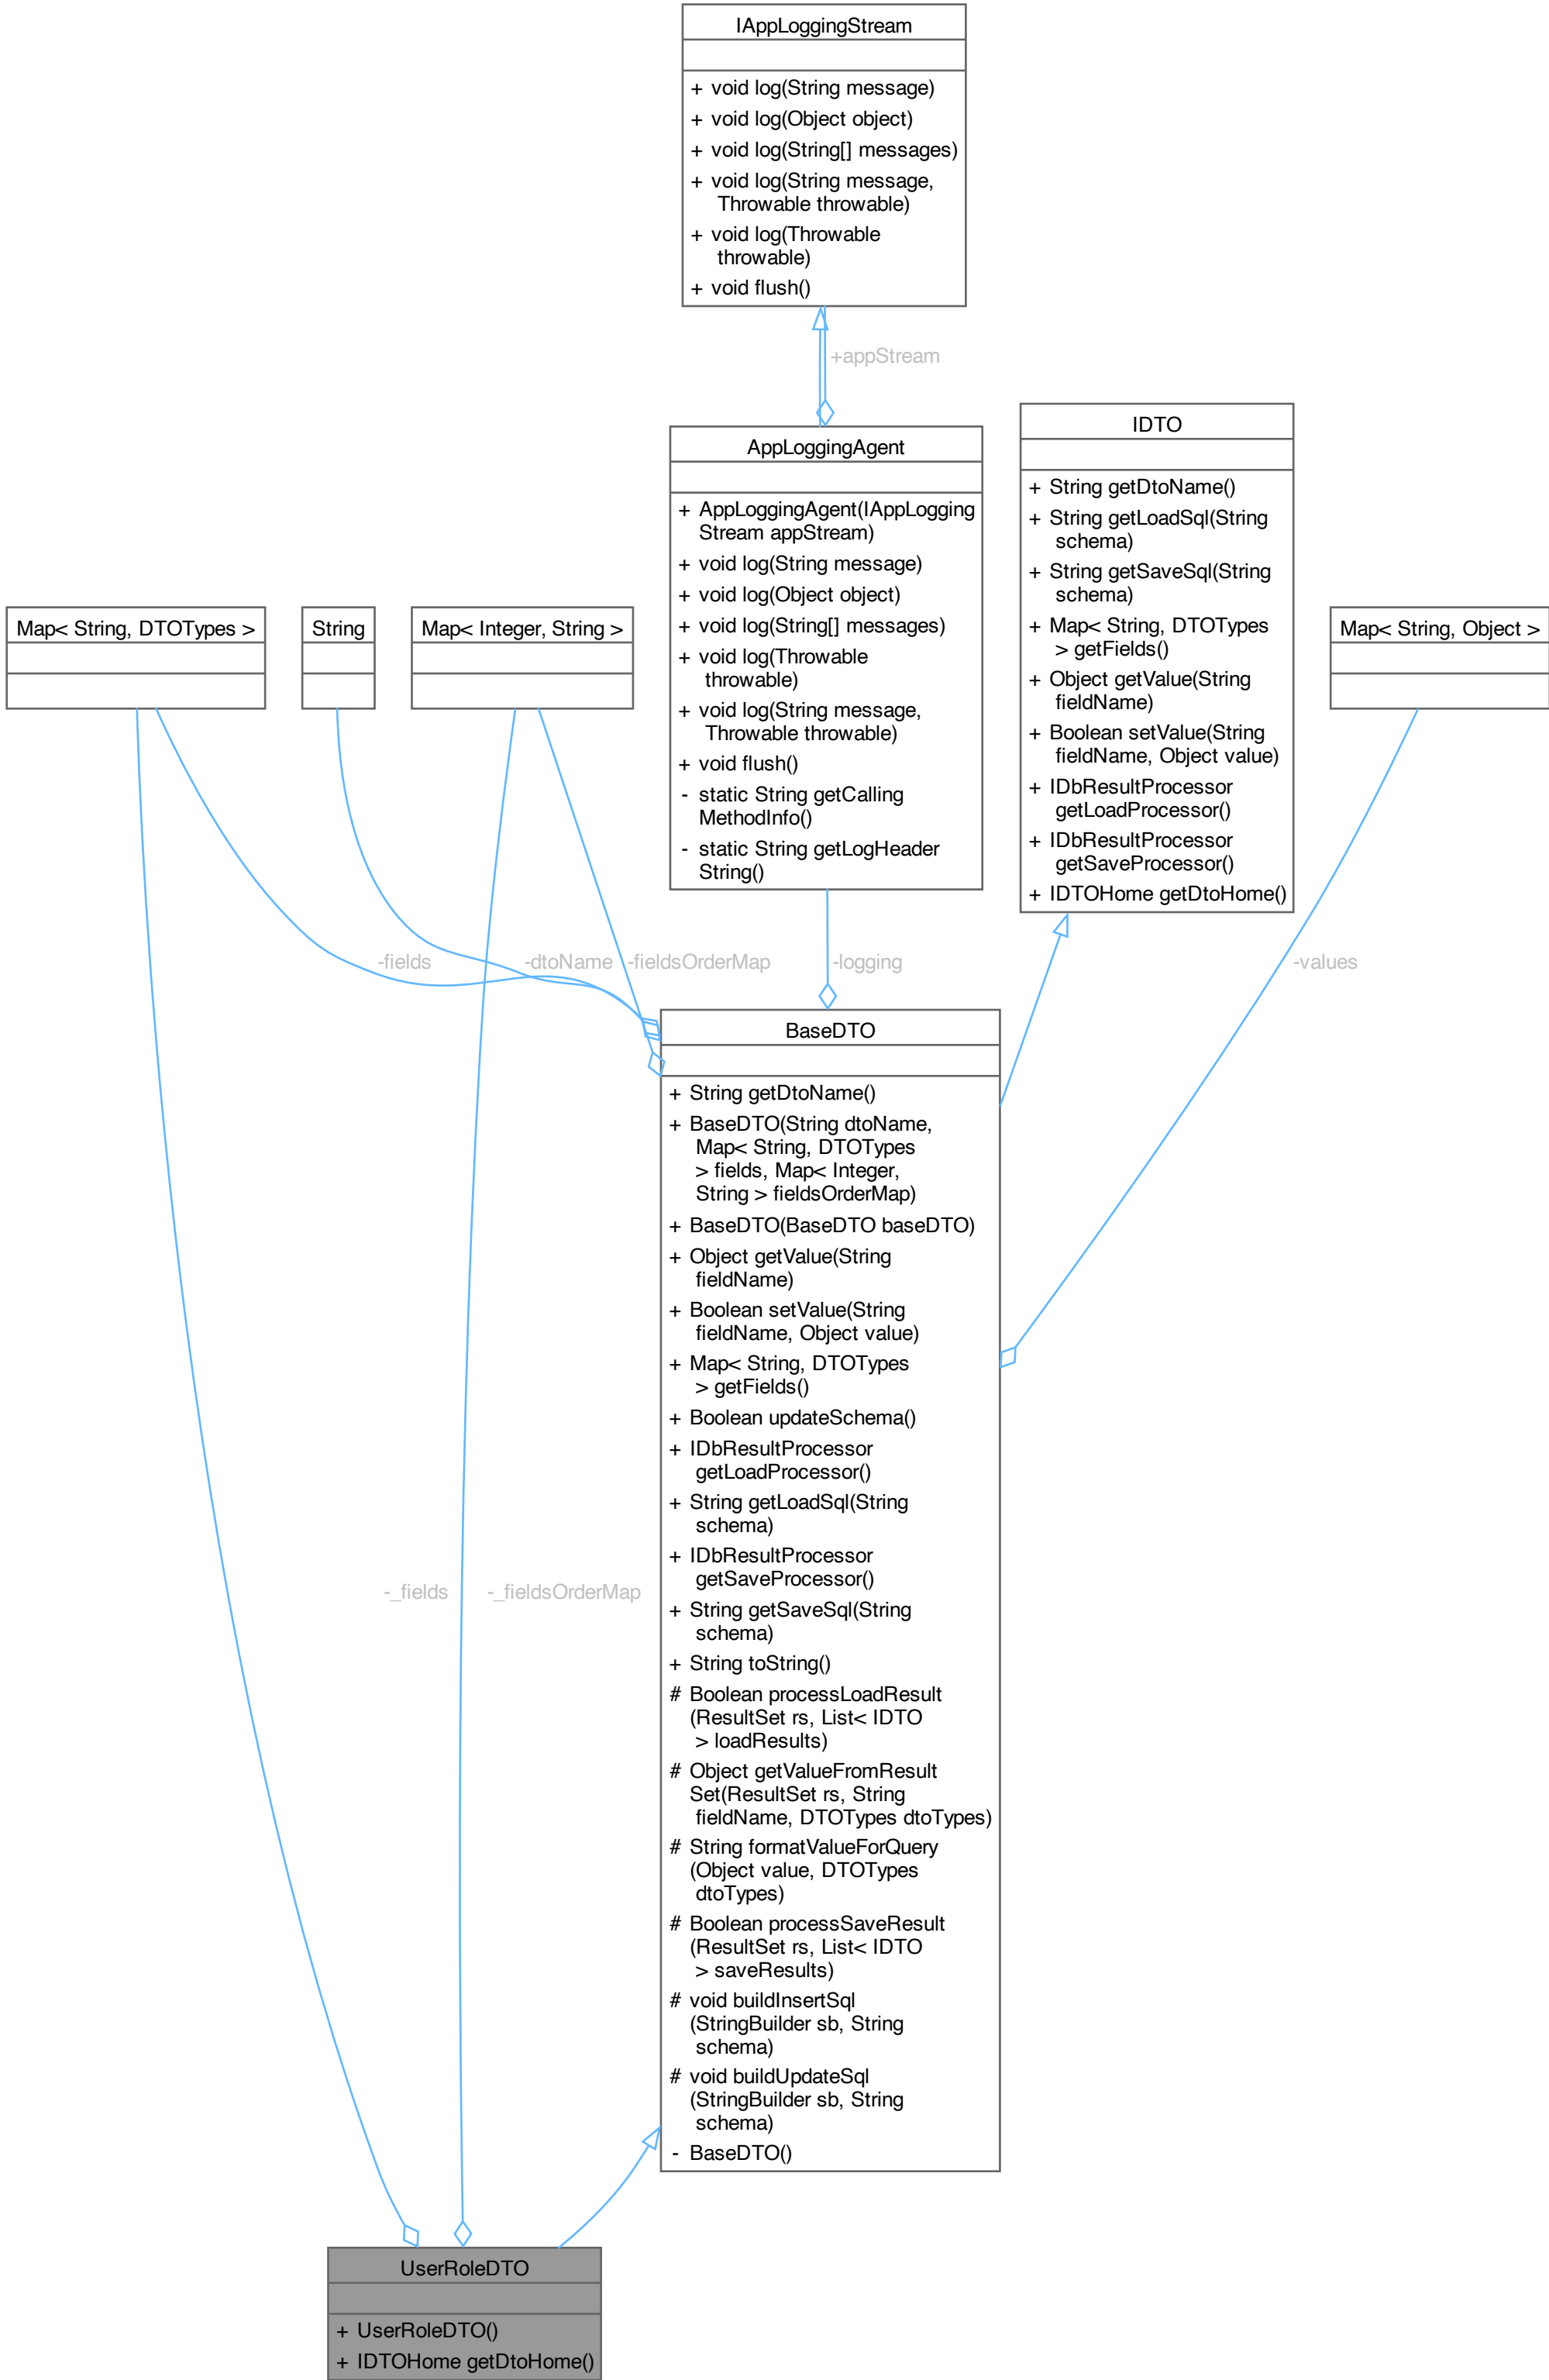 IAppLoggingStream
+ void log(String message)
+ void log(Object object)
+ void log(String[] messages)
+ void log(String message,
Throwable throwable)
+ void log(Throwable
throwable)
+ void flush()
+appStream
AppLoggingAgent
+ AppLoggingAgent(IAppLogging
Stream appStream)
+ void log(String message)
+ void log(Object object)
+ void log(String[] messages)
+ void log(Throwable
throwable)
+ void log(String message,
Throwable throwable)
+ void flush()
- static String getCalling
MethodInfo()
- static String getLogHeader
String()
IDTO
+ String getDtoName()
+ String getLoadSql(String
schema)
+ String getSaveSql(String
schema)
+ Map< String, DTOTypes
> getFields()
+ Object getValue(String
fieldName)
+ Boolean setValue(String
fieldName, Object value)
+ IDbResultProcessor
getLoadProcessor()
+ IDbResultProcessor
getSaveProcessor()
+ IDTOHome getDtoHome()
Map< String, DTOTypes >
String
Map< Integer, String >
Map< String, Object >
-fields
-dtoName
-fieldsOrderMap
-logging
-values
BaseDTO
+ String getDtoName()
+ BaseDTO(String dtoName,
Map< String, DTOTypes
> fields, Map< Integer,
String > fieldsOrderMap)
+ BaseDTO(BaseDTO baseDTO)
+ Object getValue(String
fieldName)
+ Boolean setValue(String
fieldName, Object value)
+ Map< String, DTOTypes
> getFields()
+ Boolean updateSchema()
+ IDbResultProcessor
getLoadProcessor()
+ String getLoadSql(String
schema)
+ IDbResultProcessor
getSaveProcessor()
+ String getSaveSql(String
schema)
+ String toString()
# Boolean processLoadResult
(ResultSet rs, List< IDTO
> loadResults)
# Object getValueFromResult
Set(ResultSet rs, String
fieldName, DTOTypes dtoTypes)
# String formatValueForQuery
(Object value, DTOTypes
dtoTypes)
# Boolean processSaveResult
(ResultSet rs, List< IDTO
> saveResults)
# void buildInsertSql
(StringBuilder sb, String
schema)
# void buildUpdateSql
(StringBuilder sb, String
schema)
- BaseDTO()
-_fields
-_fieldsOrderMap
UserRoleDTO
+ UserRoleDTO()
+ IDTOHome getDtoHome()